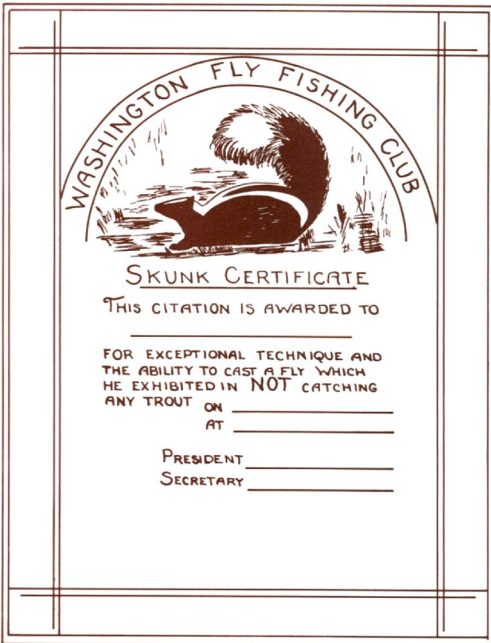 WASHINGTON FLY FISHING CLUB
SKUNK CERTIFICATE
THIS CITATION IS AWARDED TO
FOR EXCEPTIONAL TECHNIQUE AND
THE ABILITY TO CAST A FLY WHICH
HE EXHIBITED IN NOT CATCHING
ANY TROUT ON
AT
PRESIDENT
SECRETARY